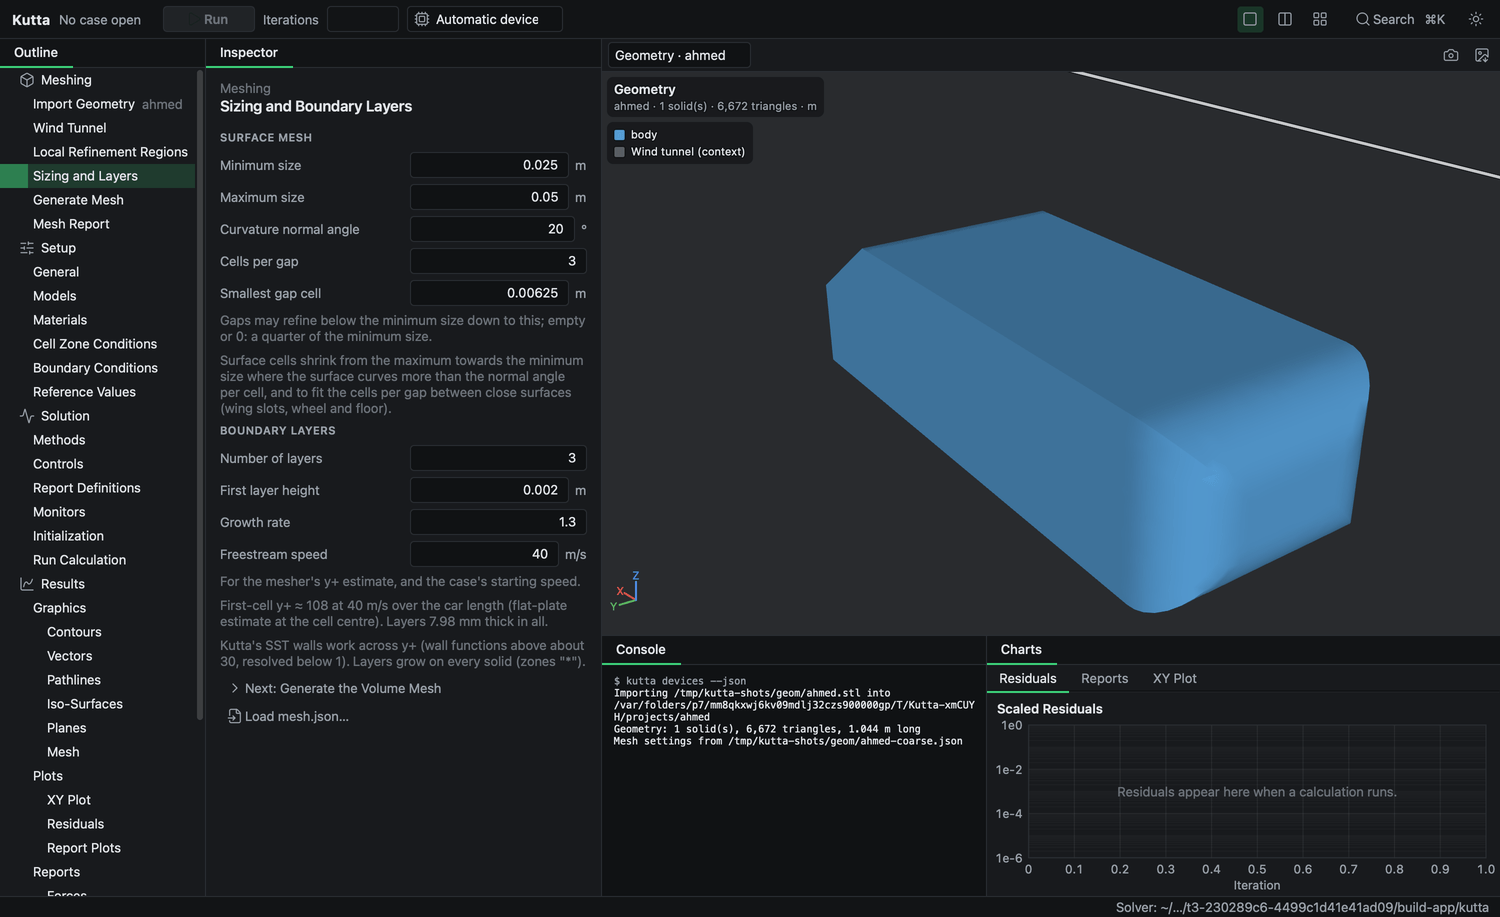 Kutta No case open Run Iterations Automatic device Search ⌘K
Outline
Meshing
Import Geometry ahmed
Wind Tunnel
Local Refinement Regions
Sizing and Layers
Generate Mesh
Mesh Report
Setup
General
Models
Materials
Cell Zone Conditions
Boundary Conditions
Reference Values
Solution
Methods
Controls
Report Definitions
Monitors
Initialization
Run Calculation
Results
Graphics
Contours
Vectors
Pathlines
Iso-Surfaces
Planes
Mesh
Plots
XY Plot
Residuals
Report Plots
Reports
Forces
Inspector
Meshing
Sizing and Boundary Layers
SURFACE MESH
Minimum size 0.025 m
Maximum size 0.05 m
Curvature normal angle 20 °
Cells per gap 3
Smallest gap cell 0.00625 m
Gaps may refine below the minimum size down to this; empty
or 0: a quarter of the minimum size.
Surface cells shrink from the maximum towards the minimum
size where the surface curves more than the normal angle
per cell, and to fit the cells per gap between close surfaces
(wing slots, wheel and floor).
BOUNDARY LAYERS
Number of layers 3
First layer height 0.002 m
Growth rate 1.3
Freestream speed 40 m/s
For the mesher's y+ estimate, and the case's starting speed.
First-cell y+ ≈ 108 at 40 m/s over the car length (flat-plate
estimate at the cell centre). Layers 7.98 mm thick in all.
Kutta's SST walls work across y+ (wall functions above about
30, resolved below 1). Layers grow on every solid (zones "*").
Next: Generate the Volume Mesh
Load mesh.json...
Geometry · ahmed
Geometry
ahmed · 1 solid(s) · 6,672 triangles · m
body
Wind tunnel (context)
Z
X
Y
Console
$ kutta devices --json
Importing /tmp/kutta-shots/geom/ahmed.stl into
/var/folders/p7/mm8qkxwj6kv09mdlj32czs900000gp/T/Kutta-xmCUY
H/projects/ahmed
Geometry: 1 solid(s), 6,672 triangles, 1.044 m long
Mesh settings from /tmp/kutta-shots/geom/ahmed-coarse.json
Charts
Residuals Reports XY Plot
Scaled Residuals
1e0
1e-2
Residuals appear here when a calculation runs.
1e-4
1e-6
0 0.1 0.2 0.3 0.4 0.5 0.6 0.7 0.8 0.9 1.0
Iteration
Solver: ~/.../t3-230289c6-4499c1d41e41ad09/build-app/kutta